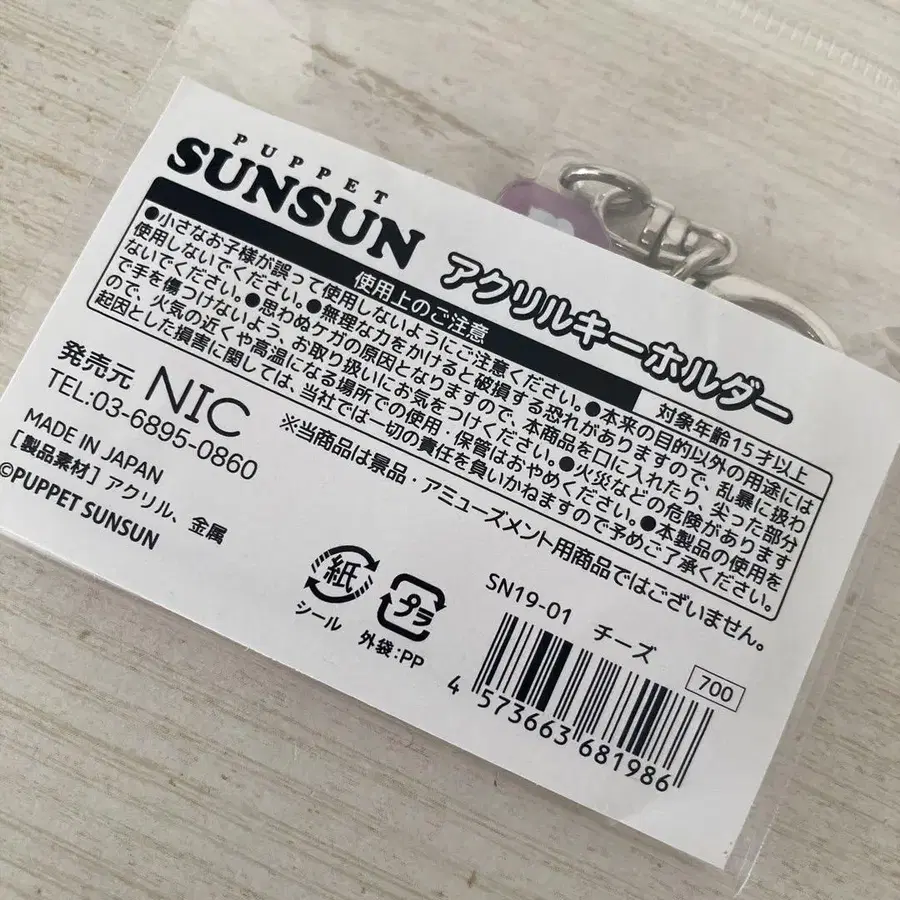 PUPPET
SUNSUN
アクリルキーホルダー
使用上のご注意
対象年齢15才以上
●小さなお子様が誤って使用しないようにご注意ください。●本来の目的以外の用途には
使用しないでください。●無理な力をかけると破損する恐れがありますので、乱暴に扱わ
ないでください。●思わぬケガの原因となりますので、本商品を口に入れたり、尖った部分
で手を傷つけないよう、お取り扱いにお気をつけください。●火災などの危険があります
ので、火気の近くや高温になる場所での使用・保管はおやめください。●本製品の使用を
起因とした損害に関しては、当社では一切の責任を負いかねますので予めご了承ください。
※当商品は景品・アミューズメント用商品ではございません。
発売元 NIC
TEL:03-6895-0860
MADE IN JAPAN
[製品素材] アクリル、金属
©PUPPET SUNSUN
紙
シール
プラ
外袋:PP
SN19-01 チーズ
700
4 573663 681986